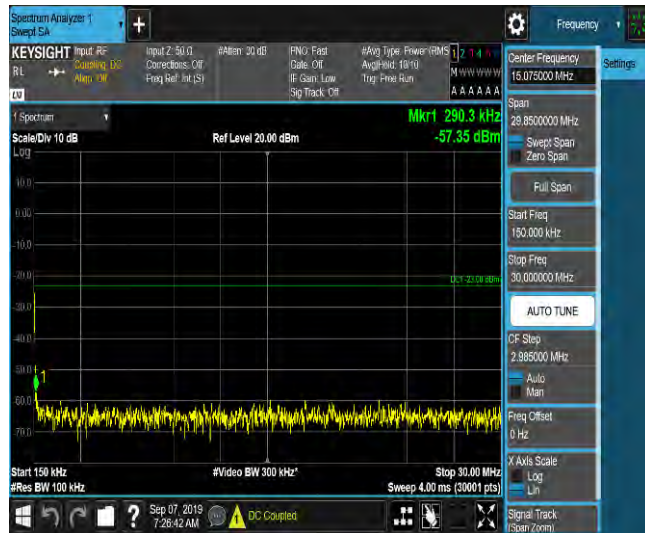 Spectrum Analyzer 1
Swept SA
+
Frequency
KEYSIGHT Input: RF
RL
Coupling: DC
Align: Off
Input Z: 50 Ω
Corrections: Off
Freq Ref: Int (S)
#Atten: 20 dB
PNO: Fast
Gate: Off
IF Gain: Low
Sig Track: Off
#Avg Type: Power (RMS
Avg|Hold: 10/10
Trig: Free Run
1 2 3 4 5 6
M W W W W W
A A A A A A
Center Frequency
15.075000 MHz
Settings
Span
29.8500000 MHz
Swept Span
Zero Span
Full Span
Start Freq
150.000 kHz
Stop Freq
30.000000 MHz
AUTO TUNE
CF Step
2.985000 MHz
Auto
Man
Freq Offset
0 Hz
X Axis Scale
Log
Lin
Signal Track
(Span Zoom)
1 Spectrum
Scale/Div 10 dB
Log
Ref Level 20.00 dBm
Mkr1 290.3 kHz
-57.35 dBm
10.0
0.00
-10.0
-20.0
DL1 -23.00 dBm
-30.0
-40.0
-50.0
1
-60.0
-70.0
Start 150 kHz
#Video BW 300 kHz*
Stop 30.00 MHz
#Res BW 100 kHz
Sweep 4.00 ms (30001 pts)
?
Sep 07, 2019
7:26:42 AM
DC Coupled